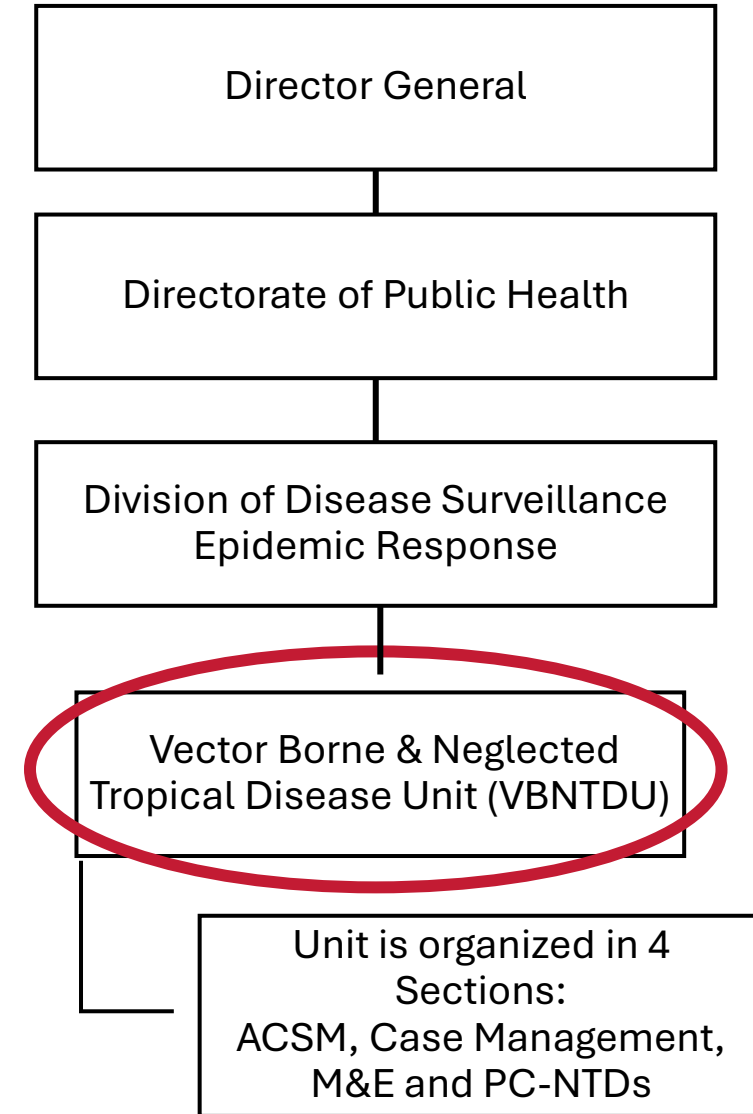 Director General
Directorate of Public Health
Division of Disease Surveillance
Epidemic Response
Vector Borne & Neglected
Tropical Disease Unit (VBNTDU)
Unit is organized in 4
Sections:
ACSM, Case Management,
M&E and PC-NTDs